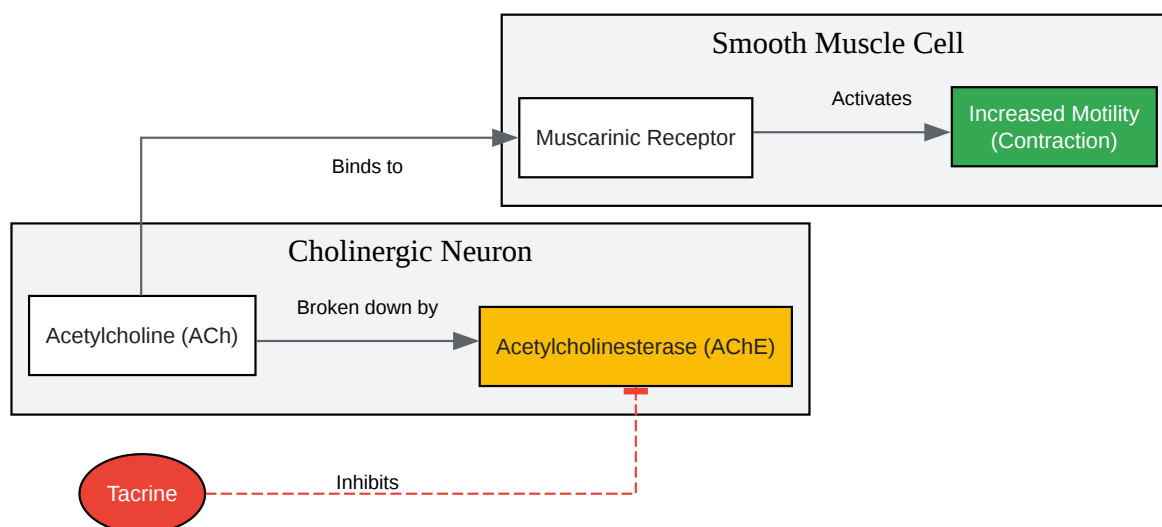 Smooth Muscle Cell
Activates
Muscarinic Receptor
Increased Motility
(Contraction)
Binds to
Cholinergic Neuron
Broken down by
Acetylcholine (ACh)
Acetylcholinesterase (AChE)
Inhibits
Tacrine